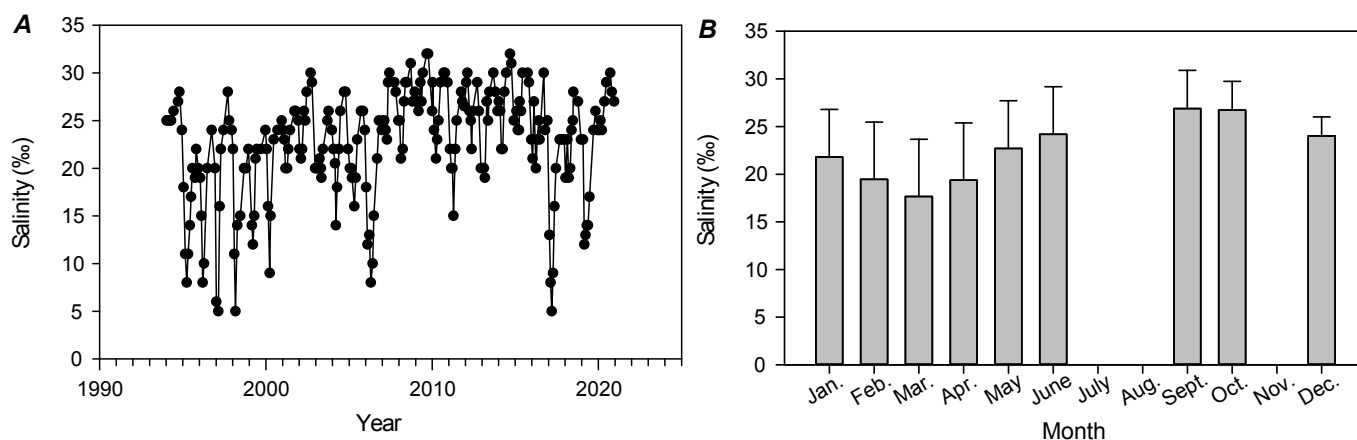 A
Salinity (‰)
35
30
25
20
15
10
5
0
1990
2000
2010
2020
Year
B
Salinity (‰)
35
30
25
20
15
10
5
0
Jan.
Feb.
Mar.
Apr.
May
June
July
Aug.
Sept.
Oct.
Nov.
Dec.
Month